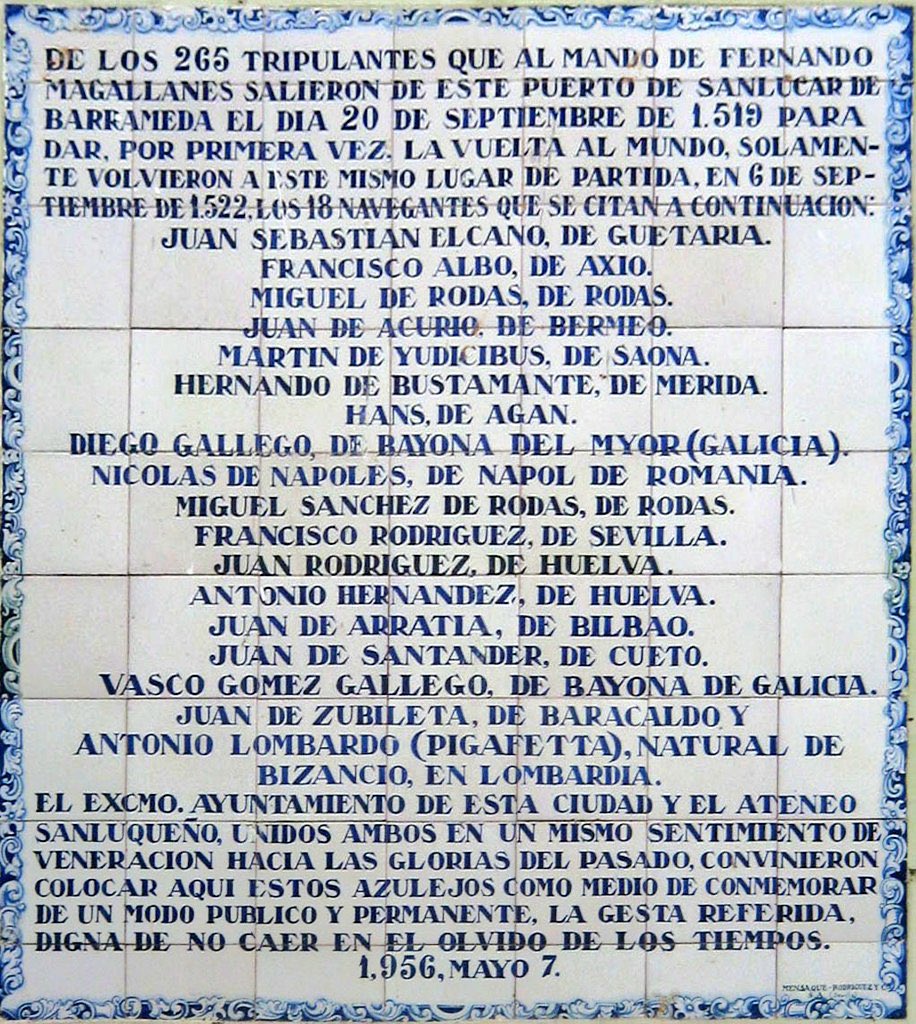 DE LOS 265 TRIPULANTES QUE AL MANDO DE FERNANDO
MAGALLANES SALIERON DE ESTE PUERTO DE SANLUCAR DE
BARRAMEDA EL DIA 20 DE SEPTIEMBRE DE 1.519 PARA
DAR, POR PRIMERA VEZ. LA VUELTA AL MUNDO, SOLAMEN-
TE VOLVIERON A ESTE MISMO LUGAR DE PARTIDA, EN 6 DE SEP-
TIEMBRE DE 1.522, LOS 18 NAVEGANTES QUE SE CITAN A CONTINUACION:
JUAN SEBASTIAN ELCANO, DE GUETARIA.
FRANCISCO ALBO, DE AXIO.
MIGUEL DE RODAS, DE RODAS.
JUAN DE ACURIO, DE BERMEO.
MARTIN DE YUDICIBUS, DE SAONA.
HERNANDO DE BUSTAMANTE, DE MERIDA.
HANS, DE AGAN.
DIEGO GALLEGO, DE BAYONA DEL MYOR (GALICIA).
NICOLAS DE NAPOLES, DE NAPOL DE ROMANIA.
MIGUEL SANCHEZ DE RODAS, DE RODAS.
FRANCISCO RODRIGUEZ, DE SEVILLA.
JUAN RODRIGUEZ, DE HUELVA.
ANTONIO HERNANDEZ, DE HUELVA.
JUAN DE ARRATIA, DE BILBAO.
JUAN DE SANTANDER, DE CUETO.
VASCO GOMEZ GALLEGO, DE BAYONA DE GALICIA.
JUAN DE ZUBILETA, DE BARACALDO Y
ANTONIO LOMBARDO (PIGAFETTA), NATURAL DE
BIZANCIO, EN LOMBARDIA.
EL EXCMO. AYUNTAMIENTO DE ESTA CIUDAD Y EL ATENEO
SANLUQUEÑO, UNIDOS AMBOS EN UN MISMO SENTIMIENTO DE
VENERACION HACIA LAS GLORIAS DEL PASADO, CONVINIERON
COLOCAR AQUI ESTOS AZULEJOS COMO MEDIO DE CONMEMORAR
DE UN MODO PUBLICO Y PERMANENTE, LA GESTA REFERIDA,
DIGNA DE NO CAER EN EL OLVIDO DE LOS TIEMPOS.
1,956, MAYO 7.
MENSAQUE-RODRIGUEZ Y